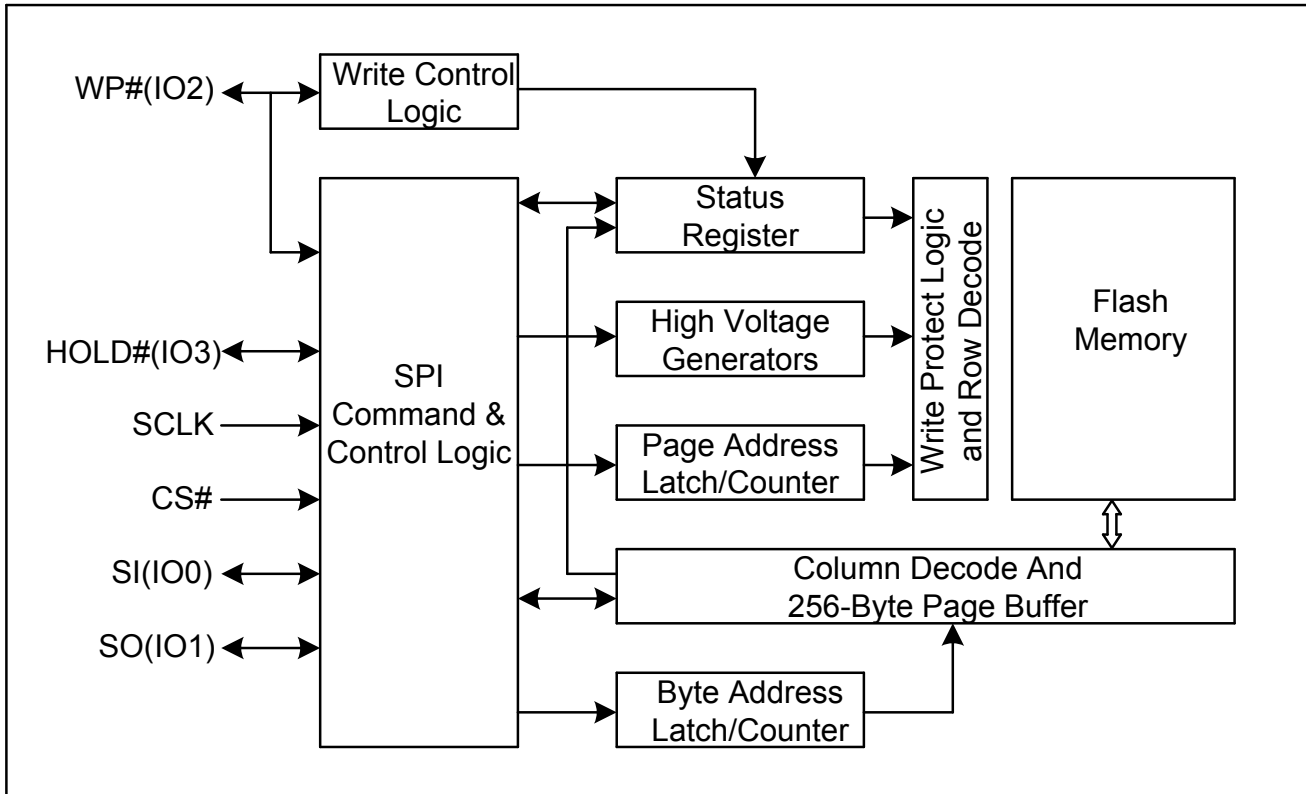 WP#(IO2)
Write Control
Logic
Status
Register
Write Protect Logic
and Row Decode
Flash
Memory
HOLD#(IO3)
High Voltage
Generators
SPI
Command &
Control Logic
SCLK
Page Address
Latch/Counter
CS#
SI(IO0)
Column Decode And
256-Byte Page Buffer
SO(IO1)
Byte Address
Latch/Counter